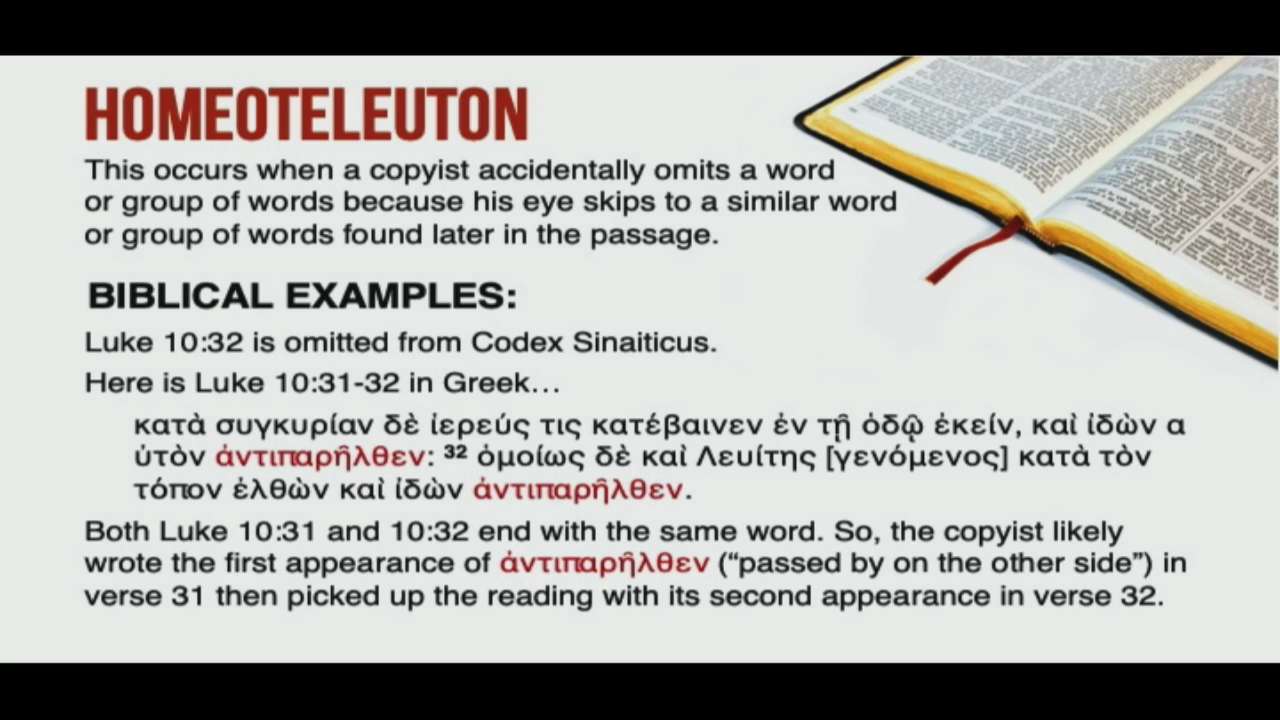 HOMEOTELEUTON
This occurs when a copyist accidentally omits a word
or group of words because his eye skips to a similar word
or group of words found later in the passage.
BIBLICAL EXAMPLES:
Luke 10:32 is omitted from Codex Sinaiticus.
Here is Luke 10:31-32 in Greek…
κατὰ συγκυρίαν δὲ ἱερεύς τις κατέβαινεν ἐν τῇ ὁδῷ ἐκείν, καὶ ἰδὼν α
ὐτὸν ἀντιπαρῆλθεν: ³² ὁμοίως δὲ καὶ Λευίτης [γενόμενος] κατὰ τὸν
τόπον ἐλθὼν καὶ ἰδὼν ἀντιπαρῆλθεν.
Both Luke 10:31 and 10:32 end with the same word. So, the copyist likely
wrote the first appearance of ἀντιπαρῆλθεν (“passed by on the other side”) in
verse 31 then picked up the reading with its second appearance in verse 32.